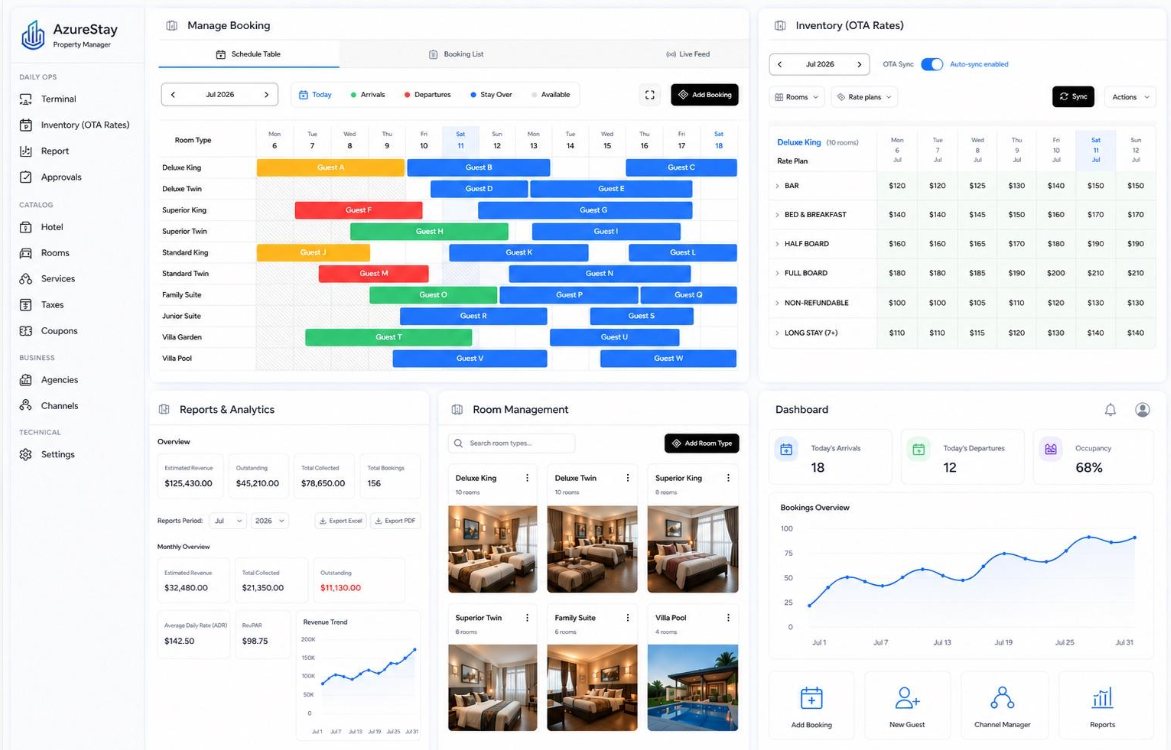 AzureStay
Property Manager
DAILY OPS
Terminal
Inventory (OTA Rates)
Report
Approvals
CATALOG
Hotel
Rooms
Services
Taxes
Coupons
BUSINESS
Agencies
Channels
TECHNICAL
Settings
Manage Booking
Schedule Table
Booking List
Live Feed
Jul 2026
Today
Arrivals
Departures
Stay Over
Available
Add Booking
Room Type
Mon Tue Wed Thu Fri Sat Sun Mon Tue Wed Thu Fri Sat
6 7 8 9 10 11 12 13 14 15 16 17 18
Deluxe King Guest A Guest B Guest C
Deluxe Twin Guest D Guest E
Superior King Guest F Guest G
Superior Twin Guest H Guest I
Standard King Guest J Guest K Guest L
Standard Twin Guest M Guest N
Family Suite Guest O Guest P Guest Q
Junior Suite Guest R Guest S
Villa Garden Guest T Guest U
Villa Pool Guest V Guest W
Inventory (OTA Rates)
Jul 2026
OTA Sync
Auto-sync enabled
Rooms
Rate plans
Sync
Actions
Deluxe King (10 rooms)
Rate Plan
Mon Tue Wed Thu Fri Sat Sun
6 7 8 9 10 11 12
Jul Jul Jul Jul Jul Jul Jul
BAR $120 $120 $125 $130 $140 $150 $150
BED & BREAKFAST $140 $140 $145 $150 $160 $170 $170
HALF BOARD $160 $160 $165 $170 $180 $190 $190
FULL BOARD $180 $180 $185 $190 $200 $210 $210
NON-REFUNDABLE $100 $100 $105 $110 $120 $130 $130
LONG STAY (7+) $110 $110 $115 $120 $130 $140 $140
Reports & Analytics
Overview
Estimated Revenue Outstanding Total Collected Total Bookings
$125,430.00 $45,210.00 $78,650.00 156
Reports Period: Jul 2026 Export Excel Export PDF
Monthly Overview
Estimated Revenue Total Collected Outstanding
$32,480.00 $21,350.00 $11,130.00
Average Daily Rate (ADR) RevPAR
$142.50 $98.75
Revenue Trend
200K
150K
100K
50K
0
Jul 1 Jul 7 Jul 13 Jul 19 Jul 25 Jul 31
Room Management
Search room types...
Add Room Type
Deluxe King Deluxe Twin Superior King
10 rooms 10 rooms 8 rooms
Superior Twin Family Suite Villa Pool
8 rooms 6 rooms 4 rooms
Dashboard
Today's Arrivals
18
Today's Departures
12
Occupancy
68%
Bookings Overview
100
75
50
25
0
Jul 1 Jul 7 Jul 13 Jul 19 Jul 25 Jul 31
Add Booking
New Guest
Channel Manager
Reports